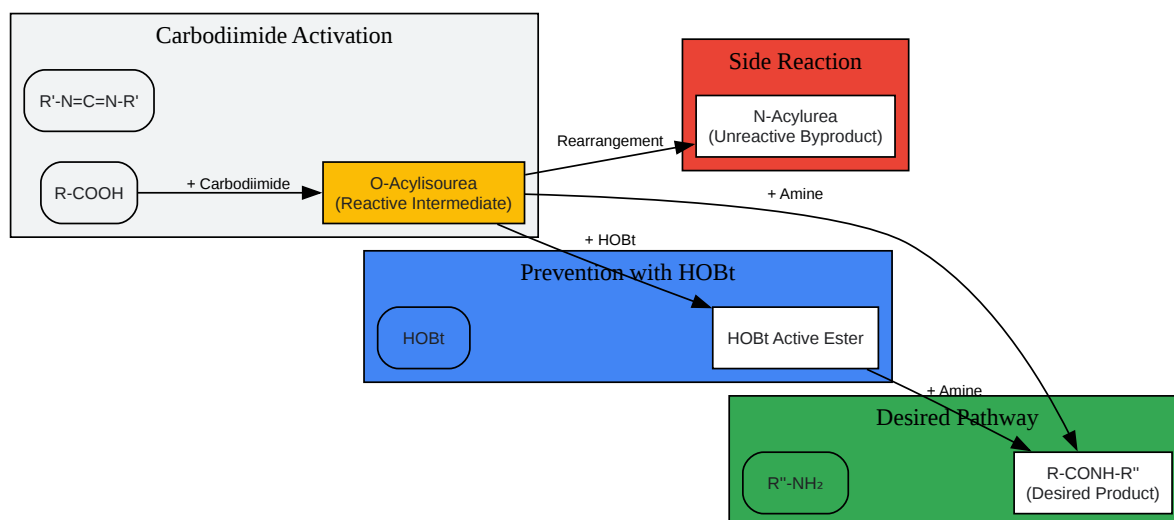 Carbodiimide Activation
R'-N=C=N-R'
R-COOH
+ Carbodiimide
O-Acylisourea
(Reactive Intermediate)
Side Reaction
Rearrangement
N-Acylurea
(Unreactive Byproduct)
+ Amine
+ HOBt
Prevention with HOBt
HOBt
HOBt Active Ester
+ Amine
Desired Pathway
R"-NH₂
R-CONH-R"
(Desired Product)